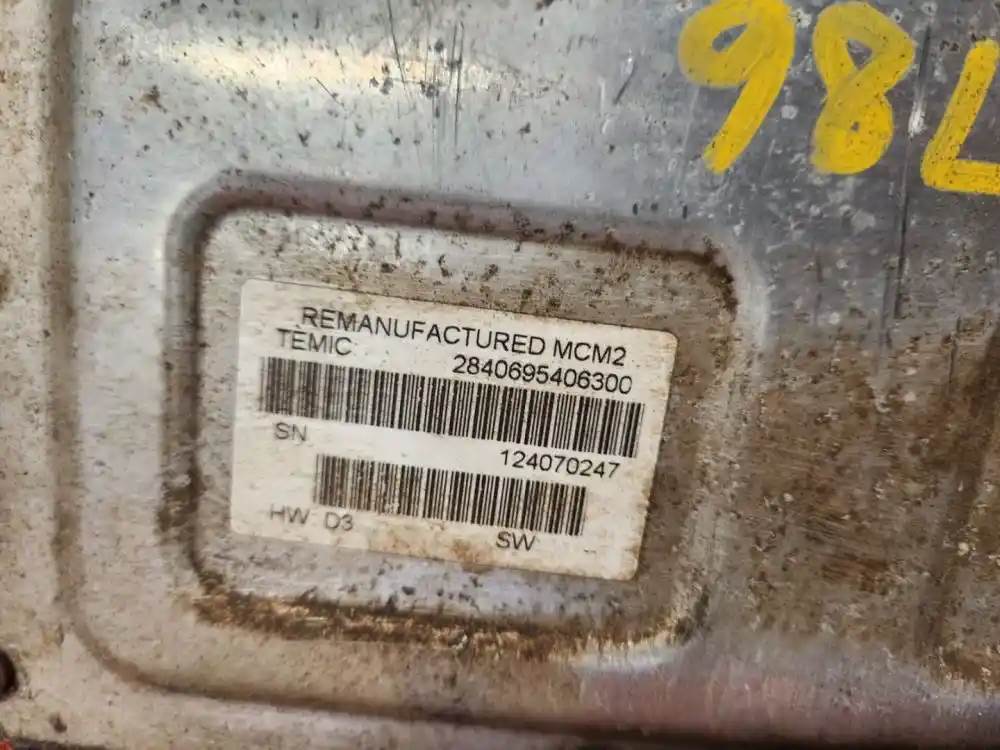 98L
REMANUFACTURED MCM2
TEMIC
2840695406300
SN
124070247
HW D3
SW